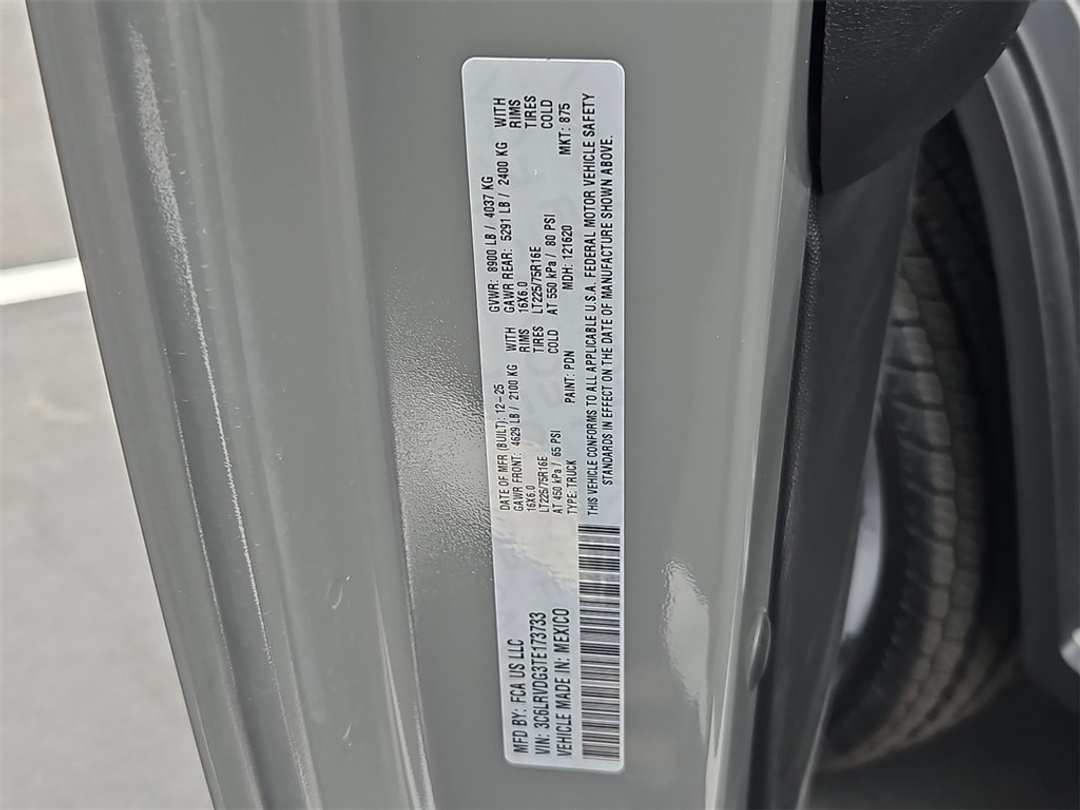 MFD BY: FCA US LLC
DATE OF MFR (BUILT): 12-25
GVWR: 8900 LB / 4037 KG
VIN: 3C6LRVDG3TE173733
GAWR FRONT: 4629 LB / 2100 KG WITH
GAWR REAR: 5291 LB / 2400 KG WITH
VEHICLE MADE IN: MEXICO
16X6.0 RIMS
16X6.0 RIMS
LT225/75R16E TIRES
LT225/75R16E TIRES
AT 450 kPa / 65 PSI COLD
AT 550 kPa / 80 PSI COLD
TYPE: TRUCK PAINT: PDN MDH: 121620 MKT: 875
THIS VEHICLE CONFORMS TO ALL APPLICABLE U.S.A. FEDERAL MOTOR VEHICLE SAFETY
STANDARDS IN EFFECT ON THE DATE OF MANUFACTURE SHOWN ABOVE.